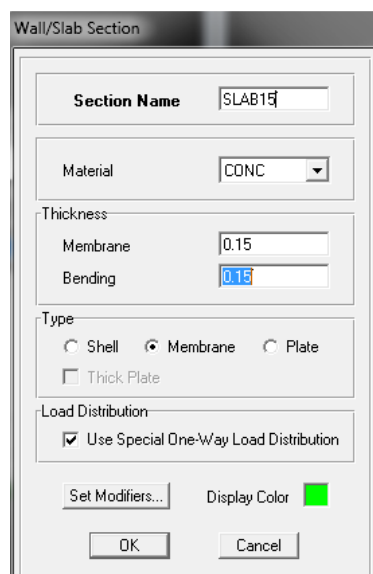 Wall/Slab Section
Section Name SLAB15
Material CONC
Thickness
Membrane 0.15
Bending 0.15
Type
Shell Membrane Plate
Thick Plate
Load Distribution
Use Special One-Way Load Distribution
Set Modifiers... Display Color
OK Cancel